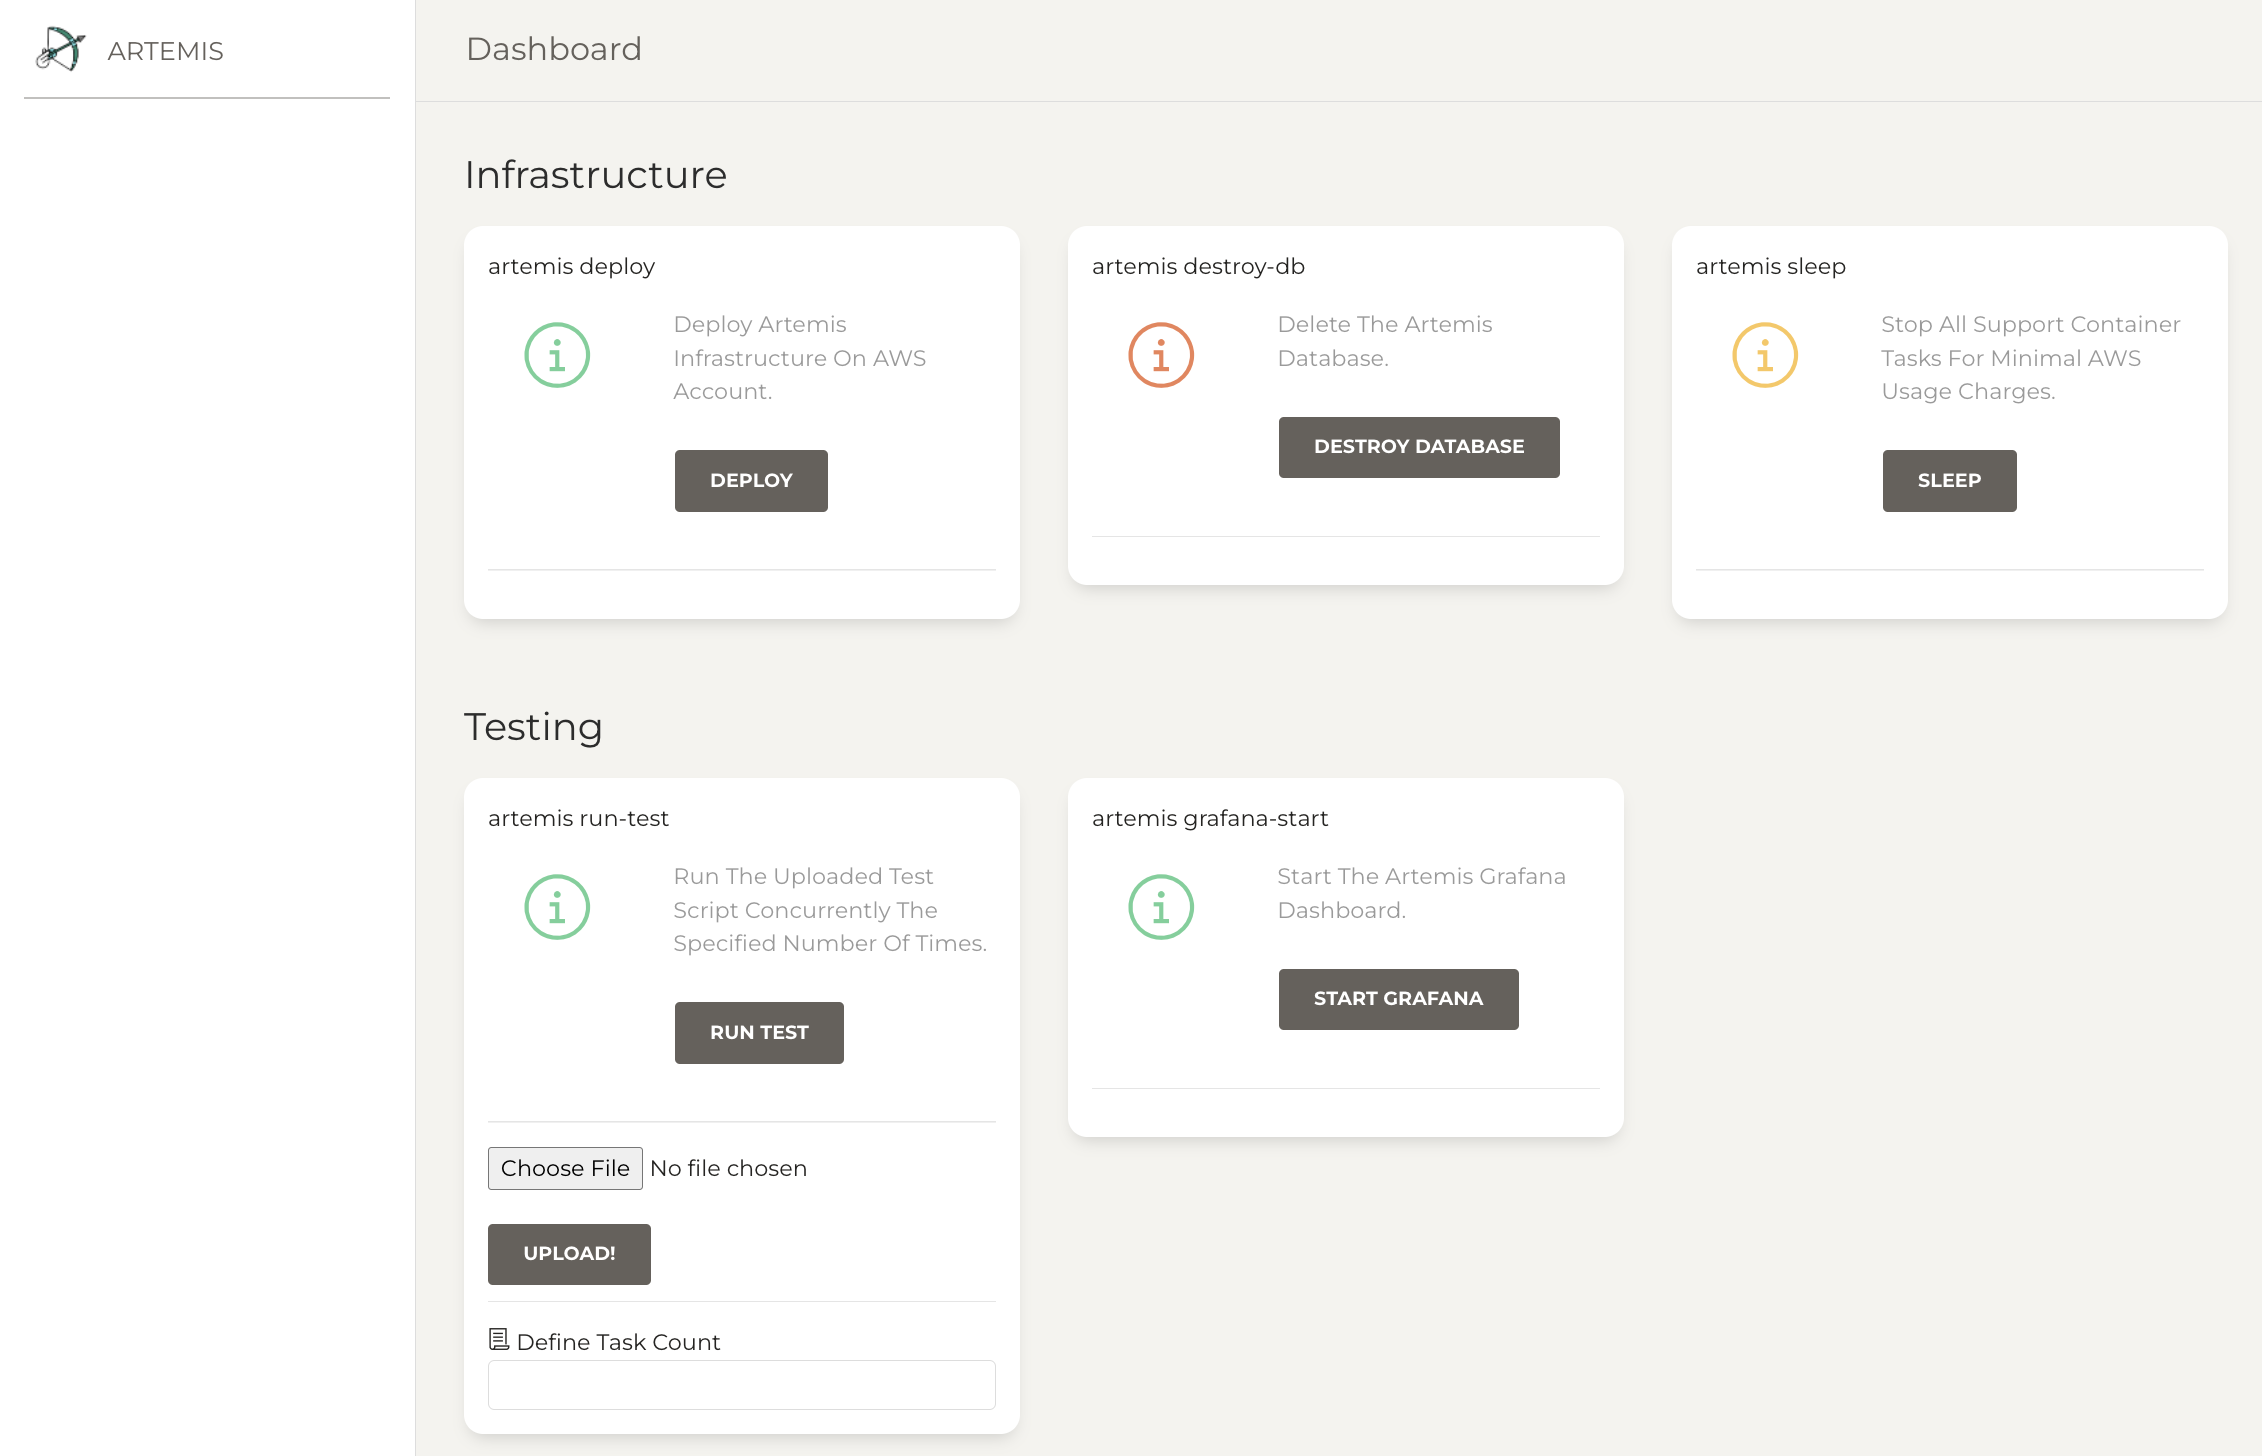 ARTEMIS
Dashboard
Infrastructure
artemis deploy
Deploy Artemis
Infrastructure On AWS
Account.
DEPLOY
artemis destroy-db
Delete The Artemis
Database.
DESTROY DATABASE
artemis sleep
Stop All Support Container
Tasks For Minimal AWS
Usage Charges.
SLEEP
Testing
artemis run-test
Run The Uploaded Test
Script Concurrently The
Specified Number Of Times.
RUN TEST
Choose File No file chosen
UPLOAD!
Define Task Count
artemis grafana-start
Start The Artemis Grafana
Dashboard.
START GRAFANA